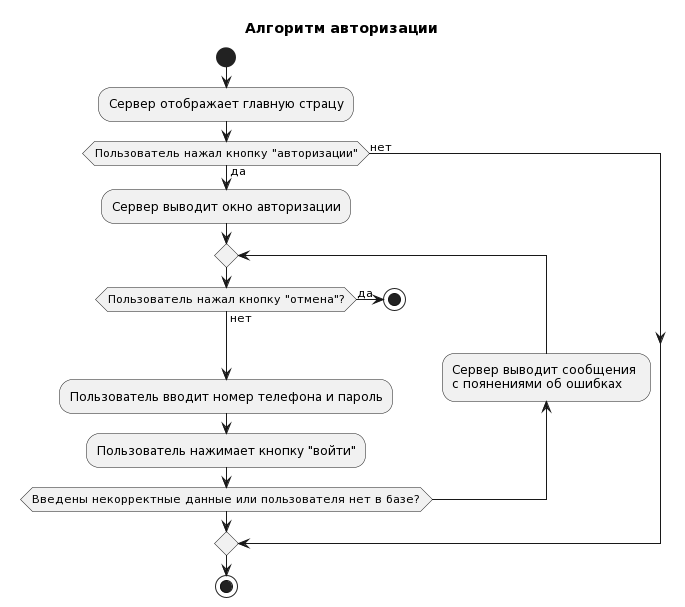 Алгоритм авторизации
Сервер отображает главную страцу
Пользователь нажал кнопку "авторизации"
нет
да
Сервер выводит окно авторизации
Пользователь нажал кнопку "отмена"?
да
нет
Сервер выводит сообщения
с поянениями об ошибках
Пользователь вводит номер телефона и пароль
Пользователь нажимает кнопку "войти"
Введены некорректные данные или пользователя нет в базе?